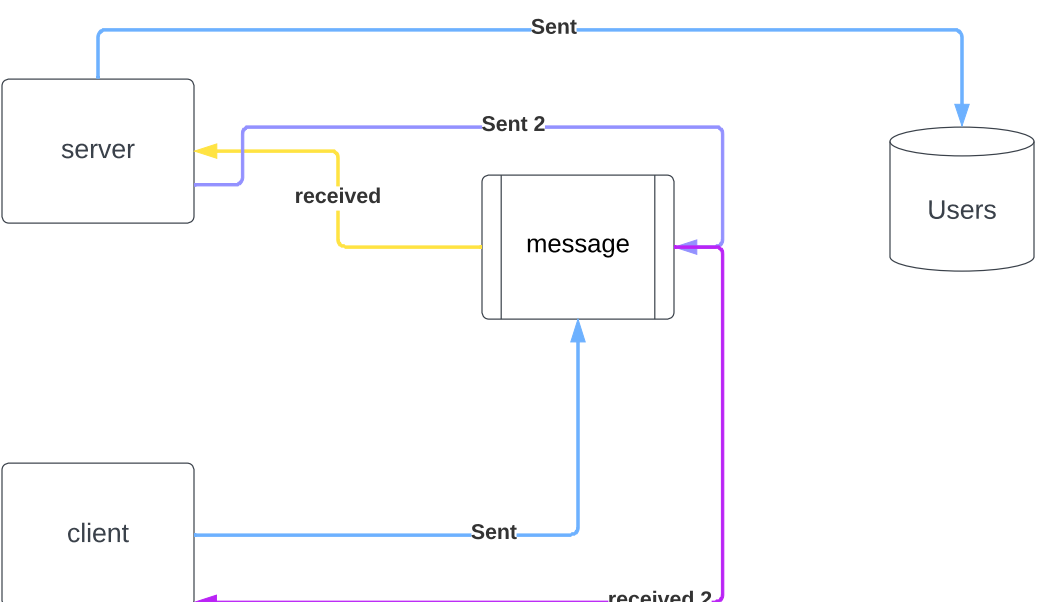 Sent
Sent 2
server
received
Users
message
Sent
client
received 2